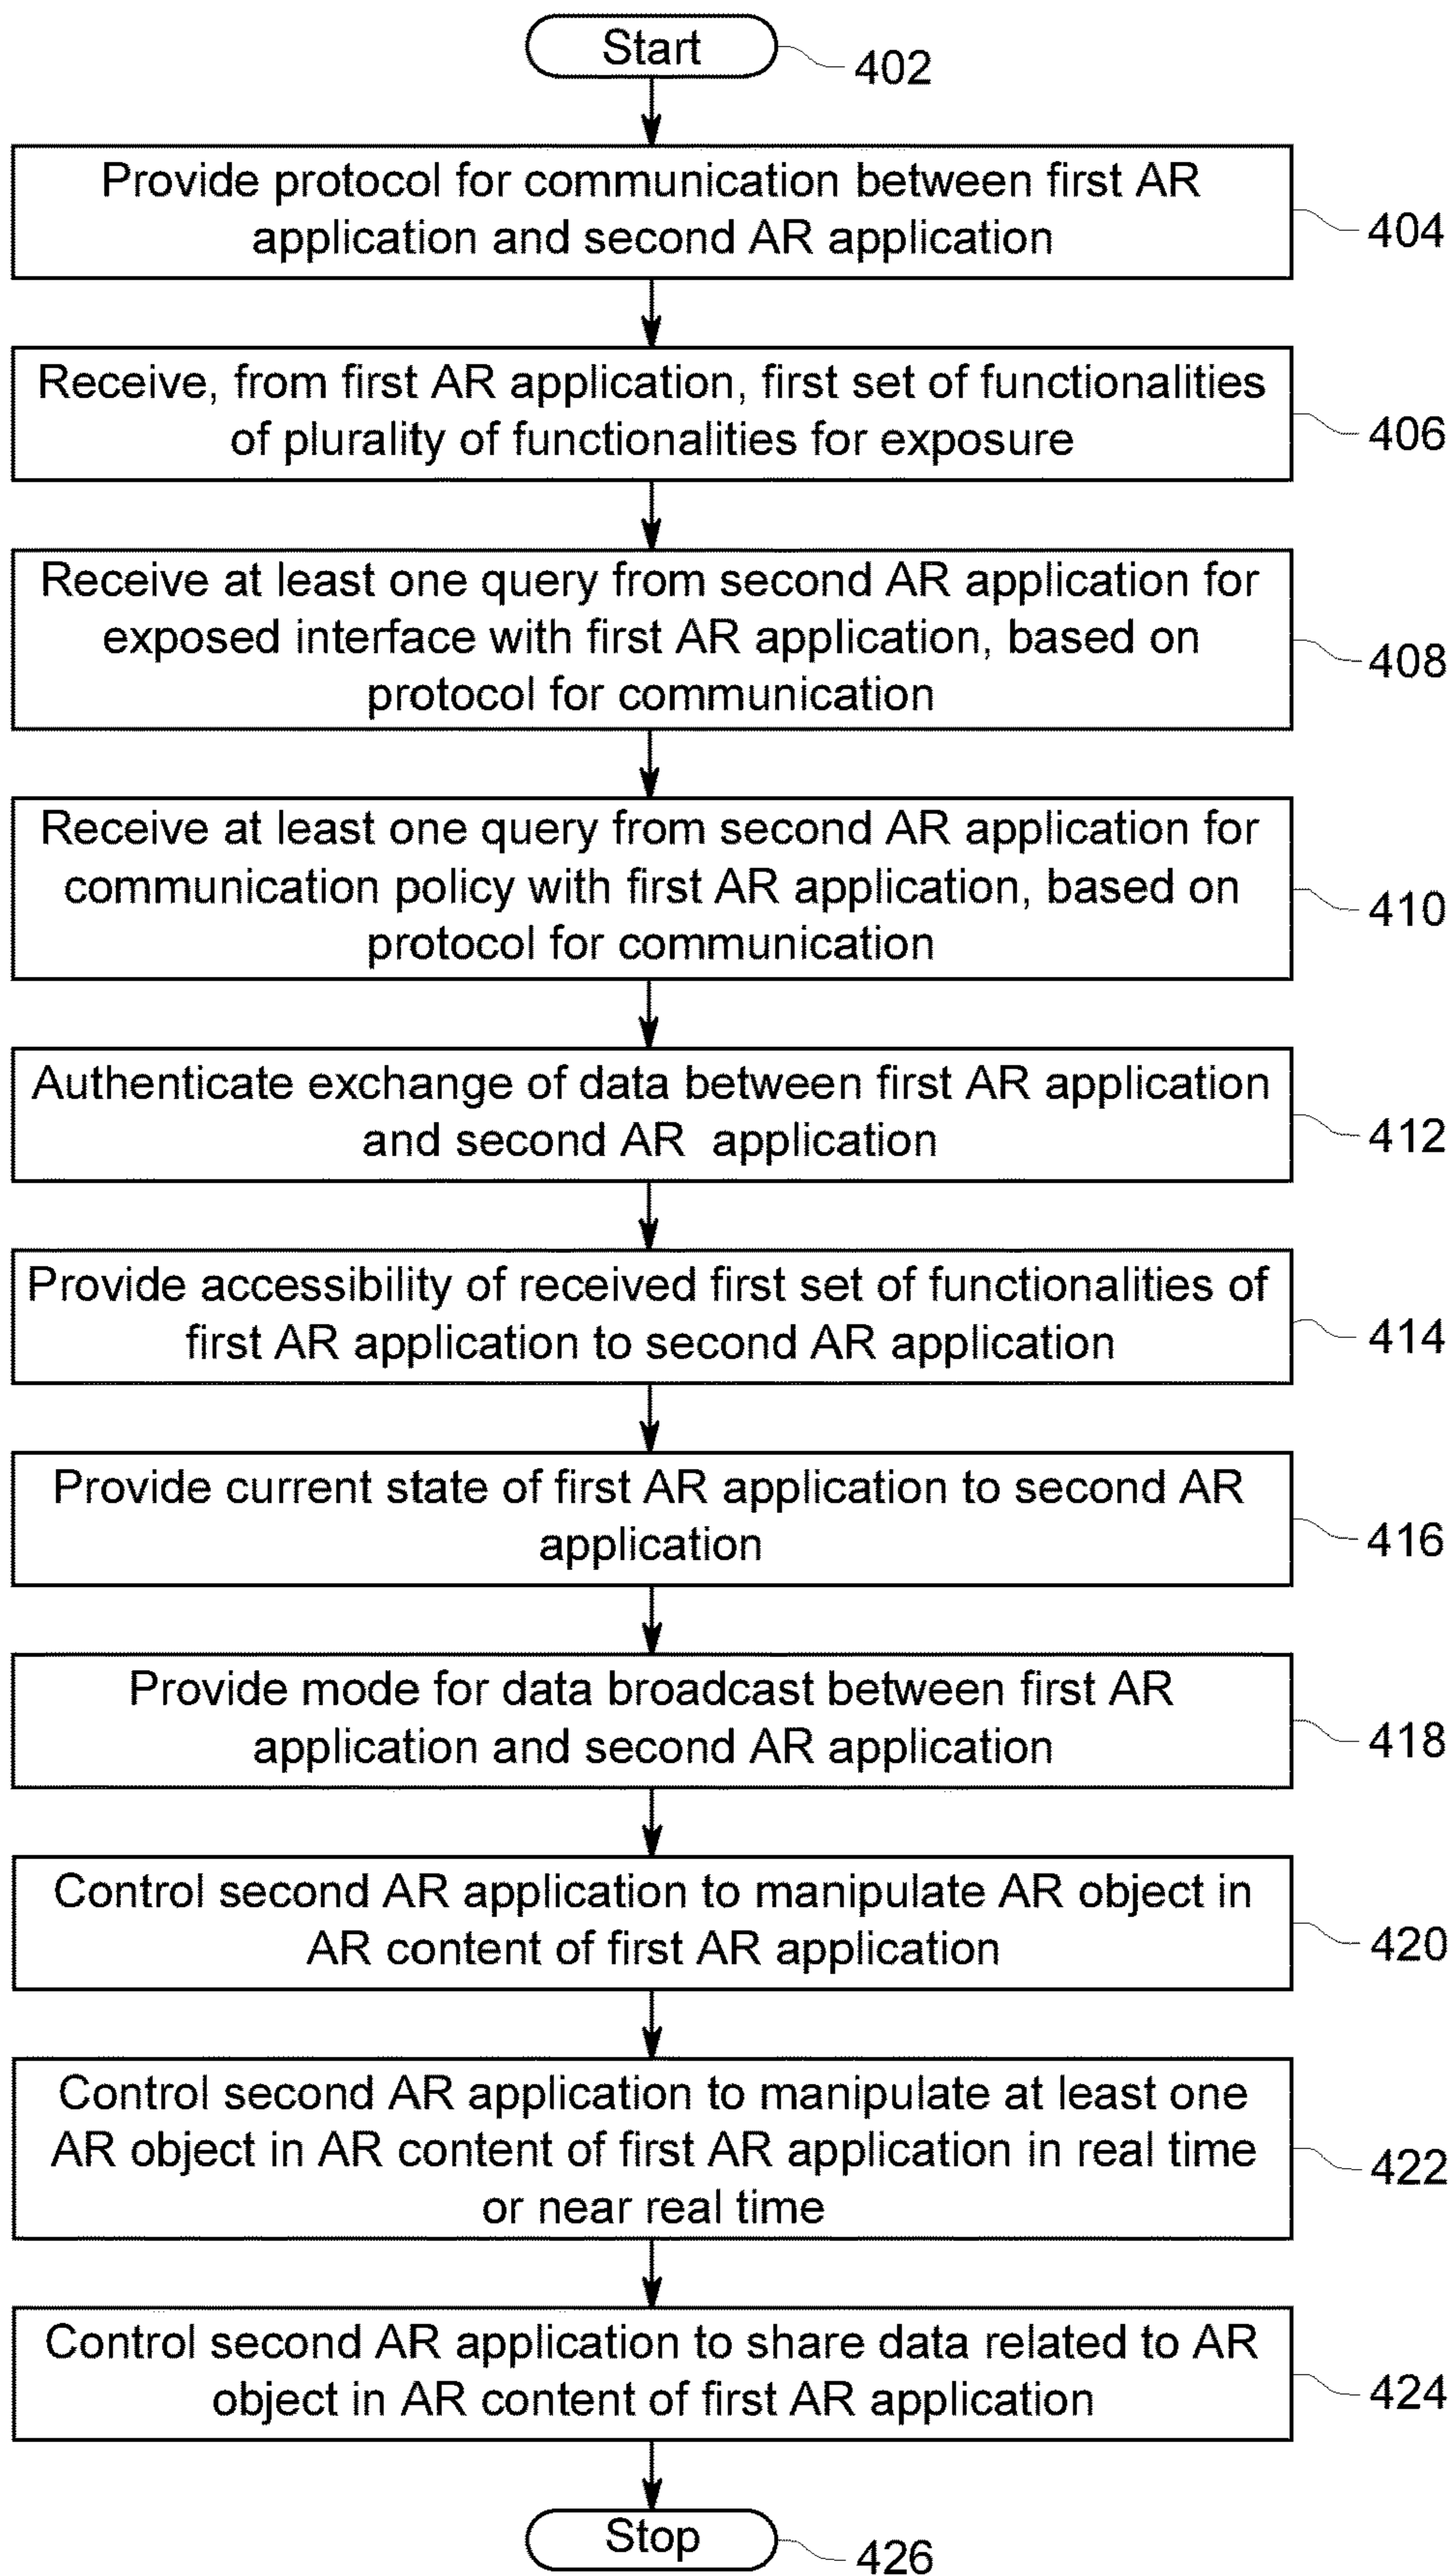 Start
402
Provide protocol for communication between first AR
application and second AR application
404
Receive, from first AR application, first set of functionalities
of plurality of functionalities for exposure
406
Receive at least one query from second AR application for
exposed interface with first AR application, based on
protocol for communication
408
Receive at least one query from second AR application for
communication policy with first AR application, based on
protocol for communication
410
Authenticate exchange of data between first AR application
and second AR application
412
Provide accessibility of received first set of functionalities of
first AR application to second AR application
414
Provide current state of first AR application to second AR
application
416
Provide mode for data broadcast between first AR
application and second AR application
418
Control second AR application to manipulate AR object in
AR content of first AR application
420
Control second AR application to manipulate at least one
AR object in AR content of first AR application in real time
or near real time
422
Control second AR application to share data related to AR
object in AR content of first AR application
424
Stop
426